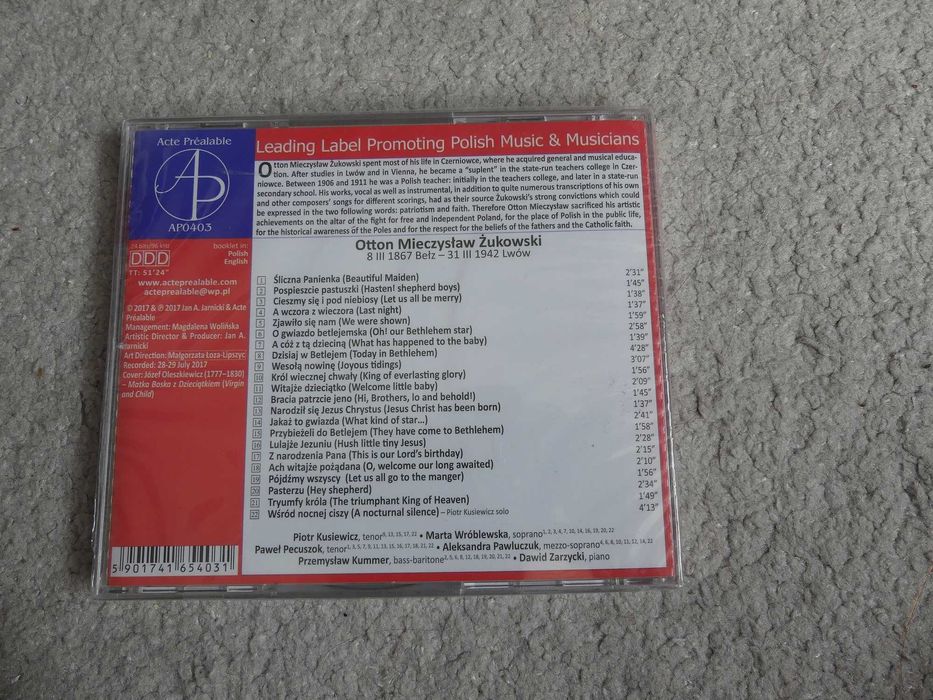 Acte Préalable
AP
AP0403
Leading Label Promoting Polish Music & Musicians
Otton Mieczysław Żukowski spent most of his life in Czerniowce, where he acquired general and musical educa-
tion. After studies in Lwów and in Vienna, he became a "suplent" in the state-run teachers college in Czer-
niowce. Between 1906 and 1911 he was a Polish teacher: initially in the teachers college, and later in a state-run
secondary school. His works, vocal as well as instrumental, in addition to quite numerous transcriptions of his own
and other composers' songs for different scorings, had as their source Żukowski's strong convictions which could
be expressed in the two following words: patriotism and faith. Therefore Otton Mieczysław sacrificed his artistic
achievements on the altar of the fight for free and independent Poland, for the place of Polish in the public life,
for the historical awareness of the Poles and for the respect for the beliefs of the fathers and the Catholic faith.
24 bits/96 kHz
DDD
TT: 51'24"
booklet in:
Polish
English
www.acteprealable.com
acteprealable@wp.pl
© 2017 & ℗ 2017 Jan A. Jarnicki & Acte
Préalable
Management: Magdalena Wolińska
Artistic Director & Producer: Jan A.
Jarnicki
Art Direction: Małgorzata Łoza-Lipszyc
Recorded: 28-29 July 2017
Cover: Józef Oleszkiewicz (1777–1830)
– Matka Boska z Dzieciątkiem (Virgin
and Child)
5 901741 654031
Otton Mieczysław Żukowski
8 III 1867 Bełz – 31 III 1942 Lwów
1 Śliczna Panienka (Beautiful Maiden) 2'31"
2 Pospieszcie pastuszki (Hasten! shepherd boys) 1'45"
3 Cieszmy się i pod niebiosy (Let us all be merry) 1'38"
4 A wczora z wieczora (Last night) 1'37"
5 Zjawiło się nam (We were shown) 1'59"
6 O gwiazdo betlejemska (Oh! our Bethlehem star) 2'58"
7 A cóż z tą dzieciną (What has happened to the baby) 1'39"
8 Dzisiaj w Betlejem (Today in Bethlehem) 4'28"
9 Wesołą nowinę (Joyous tidings) 3'07"
10 Król wiecznej chwały (King of everlasting glory) 1'56"
11 Witajże dzieciątko (Welcome little baby) 2'09"
12 Bracia patrzcie jeno (Hi, Brothers, lo and behold!) 1'45"
13 Narodził się Jezus Chrystus (Jesus Christ has been born) 1'37"
14 Jakaż to gwiazda (What kind of star...) 2'41"
15 Przybieżeli do Betlejem (They have come to Bethlehem) 1'58"
16 Lulajże Jezuniu (Hush little tiny Jesus) 2'28"
17 Z narodzenia Pana (This is our Lord's birthday) 2'15"
18 Ach witajże pożądana (O, welcome our long awaited) 2'10"
19 Pójdźmy wszyscy (Let us all go to the manger) 1'56"
20 Pasterzu (Hey shepherd) 2'34"
21 Tryumfy króla (The triumphant King of Heaven) 1'49"
22 Wśród nocnej ciszy (A nocturnal silence) – Piotr Kusiewicz solo 4'13"
Piotr Kusiewicz, tenor • Marta Wróblewska, soprano
Paweł Pecuszok, tenor • Aleksandra Pawluczuk, mezzo-soprano
Przemysław Kummer, bass-baritone • Dawid Zarzycki, piano